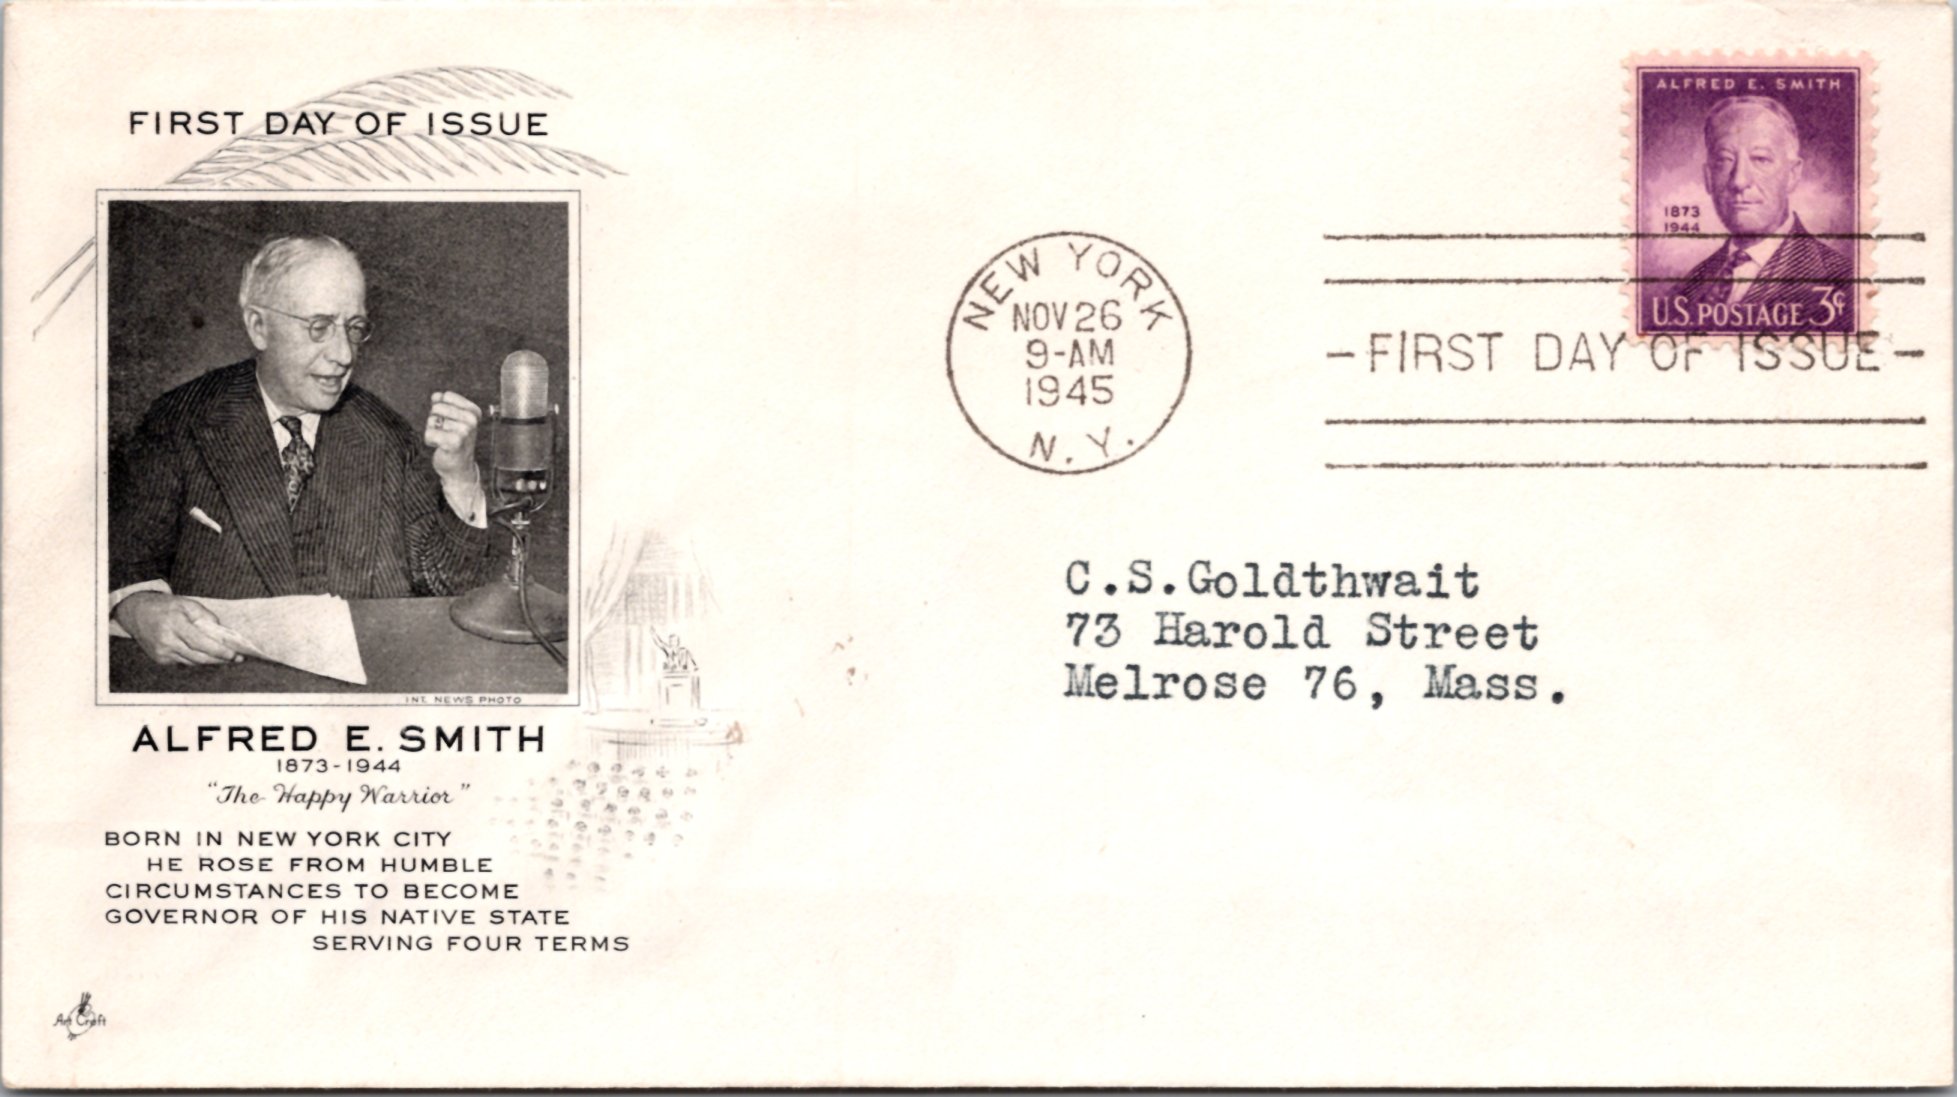 FIRST DAY OF ISSUE
INT. NEWS PHOTO
ALFRED E. SMITH
1873-1944
"The Happy Warrior"
BORN IN NEW YORK CITY
HE ROSE FROM HUMBLE
CIRCUMSTANCES TO BECOME
GOVERNOR OF HIS NATIVE STATE
SERVING FOUR TERMS
Art Craft
NEW YORK
NOV 26
9-AM
1945
N.Y.
ALFRED E. SMITH
1873
1944
U.S. POSTAGE 3¢
-FIRST DAY OF ISSUE-
C.S.Goldthwait
73 Harold Street
Melrose 76, Mass.